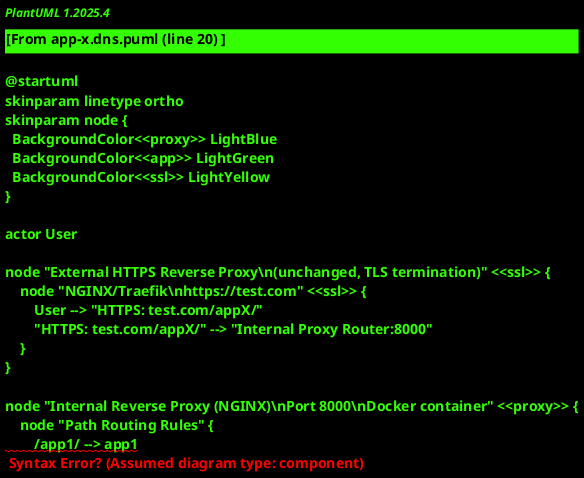 PlantUML 1.2025.4
[From app-x.dns.puml (line 20) ]
@startuml
skinparam linetype ortho
skinparam node {
  BackgroundColor<<proxy>> LightBlue
  BackgroundColor<<app>> LightGreen
  BackgroundColor<<ssl>> LightYellow
}
actor User
node "External HTTPS Reverse Proxy\n(unchanged, TLS termination)" <<ssl>> {
    node "NGINX/Traefik\nhttps://test.com" <<ssl>> {
        User --> "HTTPS: test.com/appX/"
        "HTTPS: test.com/appX/" --> "Internal Proxy Router:8000"
    }
}
node "Internal Reverse Proxy (NGINX)\nPort 8000\nDocker container" <<proxy>> {
    node "Path Routing Rules" {
        /app1/ --> app1
Syntax Error? (Assumed diagram type: component)